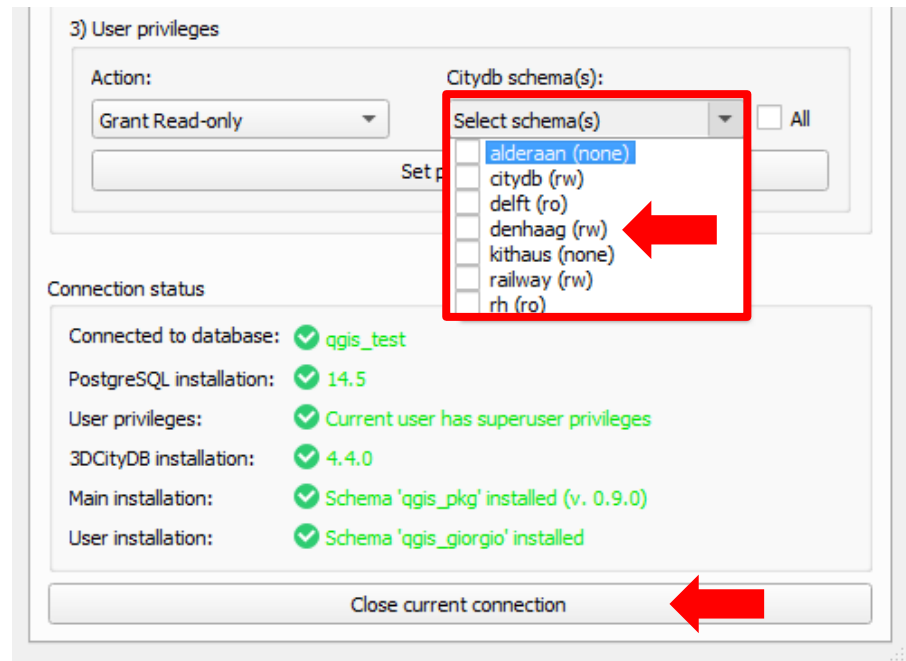 3) User privileges
Action: Citydb schema(s):
Grant Read-only Select schema(s) All
alderaan (none)
Set p
citydb (rw)
delft (ro)
denhaag (rw)
kithaus (none)
railway (rw)
rh (ro)
Connection status
Connected to database: qgis_test
PostgreSQL installation: 14.5
User privileges: Current user has superuser privileges
3DCityDB installation: 4.4.0
Main installation: Schema 'qgis_pkg' installed (v. 0.9.0)
User installation: Schema 'qgis_giorgio' installed
Close current connection